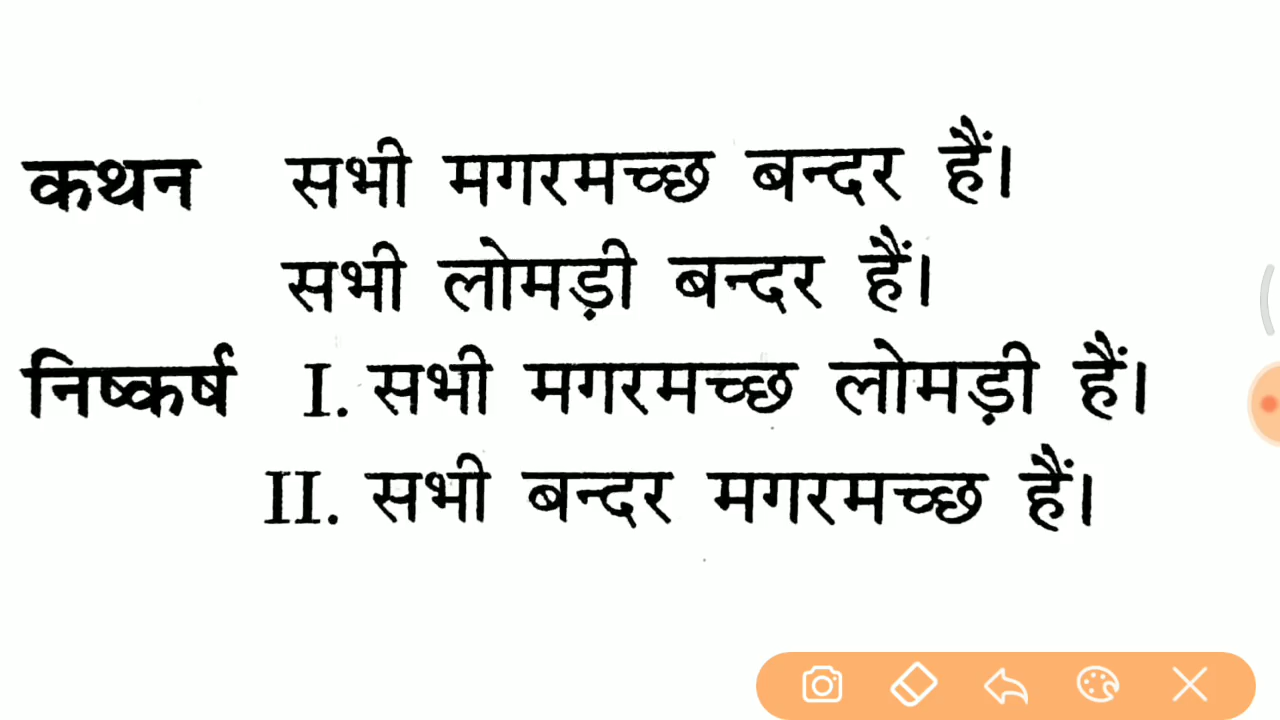 कथन सभी मगरमच्छ बन्दर हैं।
सभी लोमड़ी बन्दर हैं।
निष्कर्ष I. सभी मगरमच्छ लोमड़ी हैं।
II. सभी बन्दर मगरमच्छ हैं।